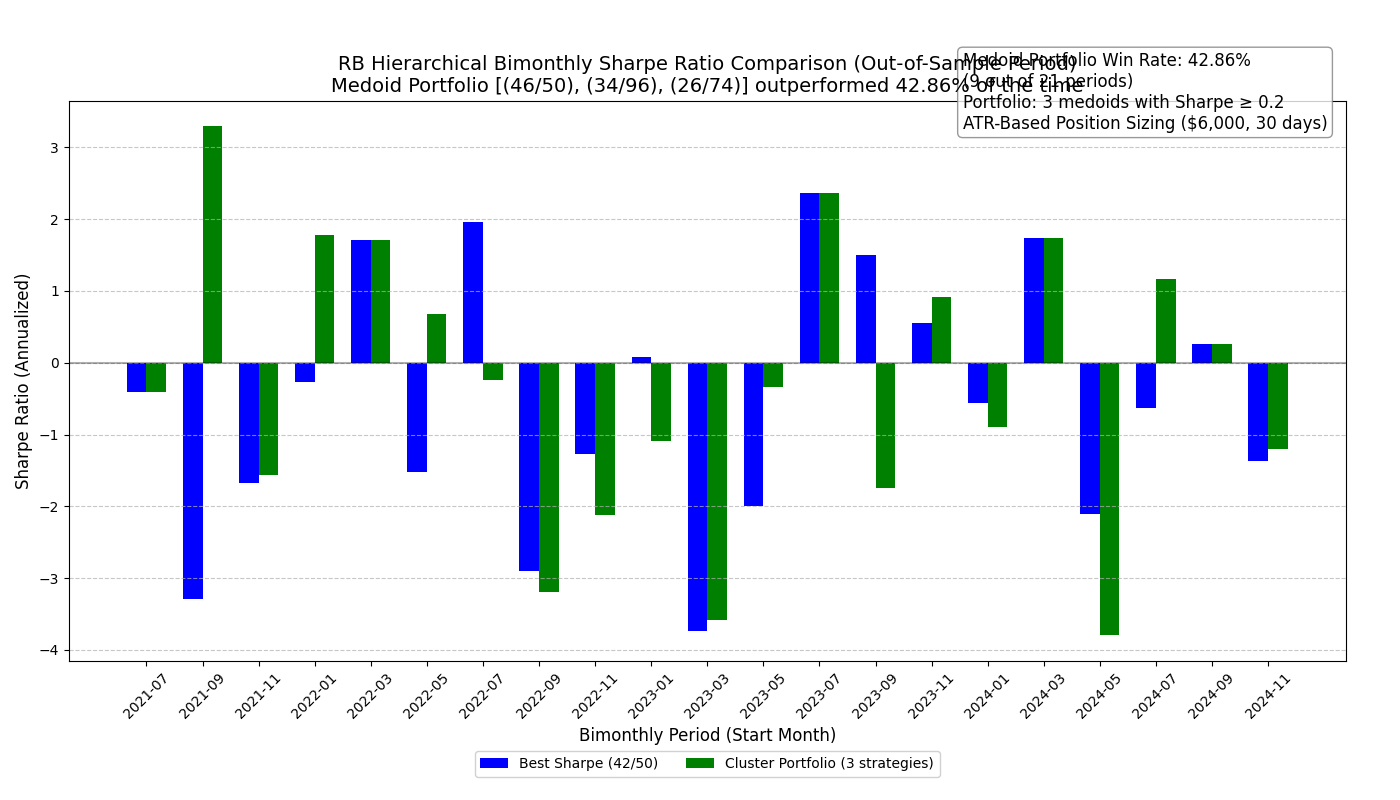 RB Hierarchical Bimonthly Sharpe Ratio Comparison (Out-of-Sample Period)
Medoid Portfolio [(46/50), (34/96), (26/74)] outperformed 42.86% of the time
Medoid Portfolio Win Rate: 42.86%
(9 out of 21 periods)
Portfolio: 3 medoids with Sharpe ≥ 0.2
ATR-Based Position Sizing ($6,000, 30 days)
Sharpe Ratio (Annualized)
3
2
1
0
−1
−2
−3
−4
2021-07
2021-09
2021-11
2022-01
2022-03
2022-05
2022-07
2022-09
2022-11
2023-01
2023-03
2023-05
2023-07
2023-09
2023-11
2024-01
2024-03
2024-05
2024-07
2024-09
2024-11
Bimonthly Period (Start Month)
Best Sharpe (42/50)
Cluster Portfolio (3 strategies)